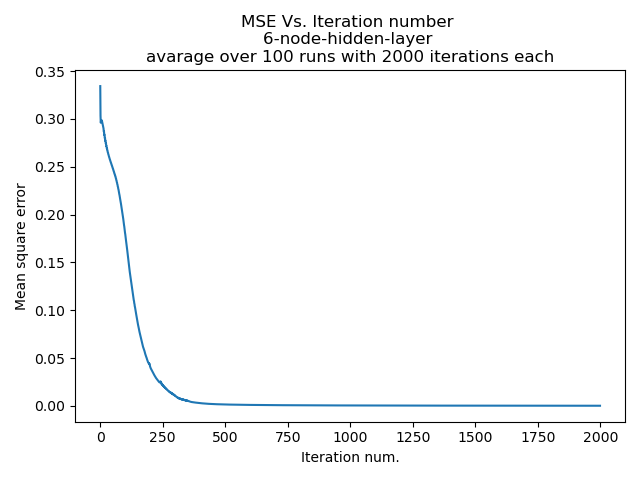 MSE Vs. Iteration number
6-node-hidden-layer
avarage over 100 runs with 2000 iterations each
0.35
0.30
0.25
0.20
0.15
0.10
0.05
0.00
Mean square error
0 250 500 750 1000 1250 1500 1750 2000
Iteration num.